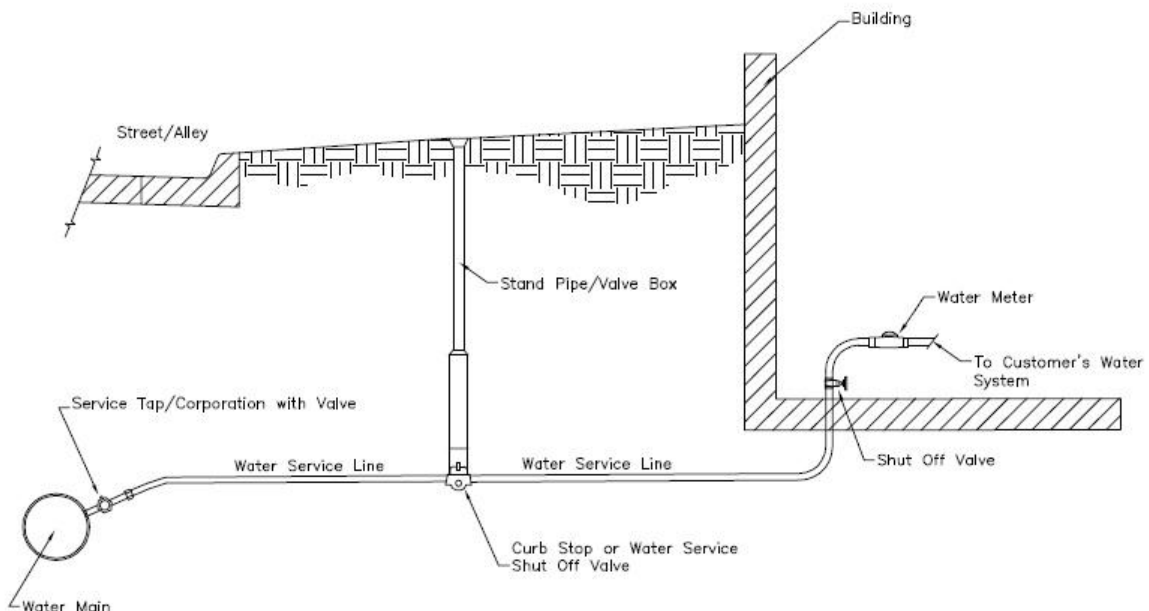 Building
Street/Alley
Stand Pipe/Valve Box
Water Meter
To Customer's Water
System
Service Tap/Corporation with Valve
Shut Off Valve
Water Service Line
Water Service Line
Curb Stop or Water Service
Shut Off Valve
Water Main